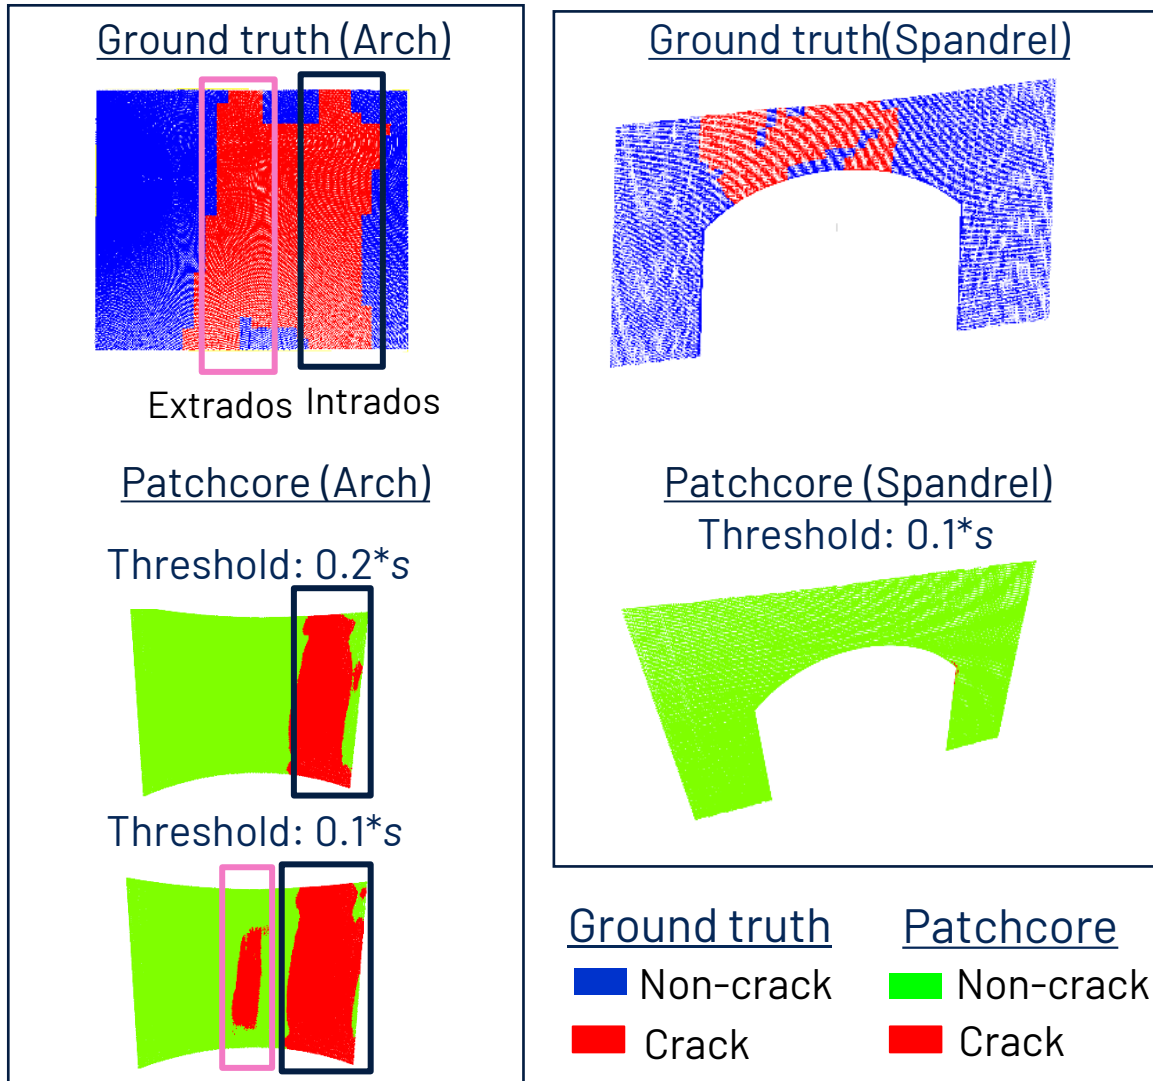 Ground truth (Arch)
Extrados
Intrados
Patchcore (Arch)
Threshold: 0.2*s
Threshold: 0.1*s
Ground truth(Spandrel)
Patchcore (Spandrel)
Threshold: 0.1*s
Ground truth
Non-crack
Crack
Patchcore
Non-crack
Crack